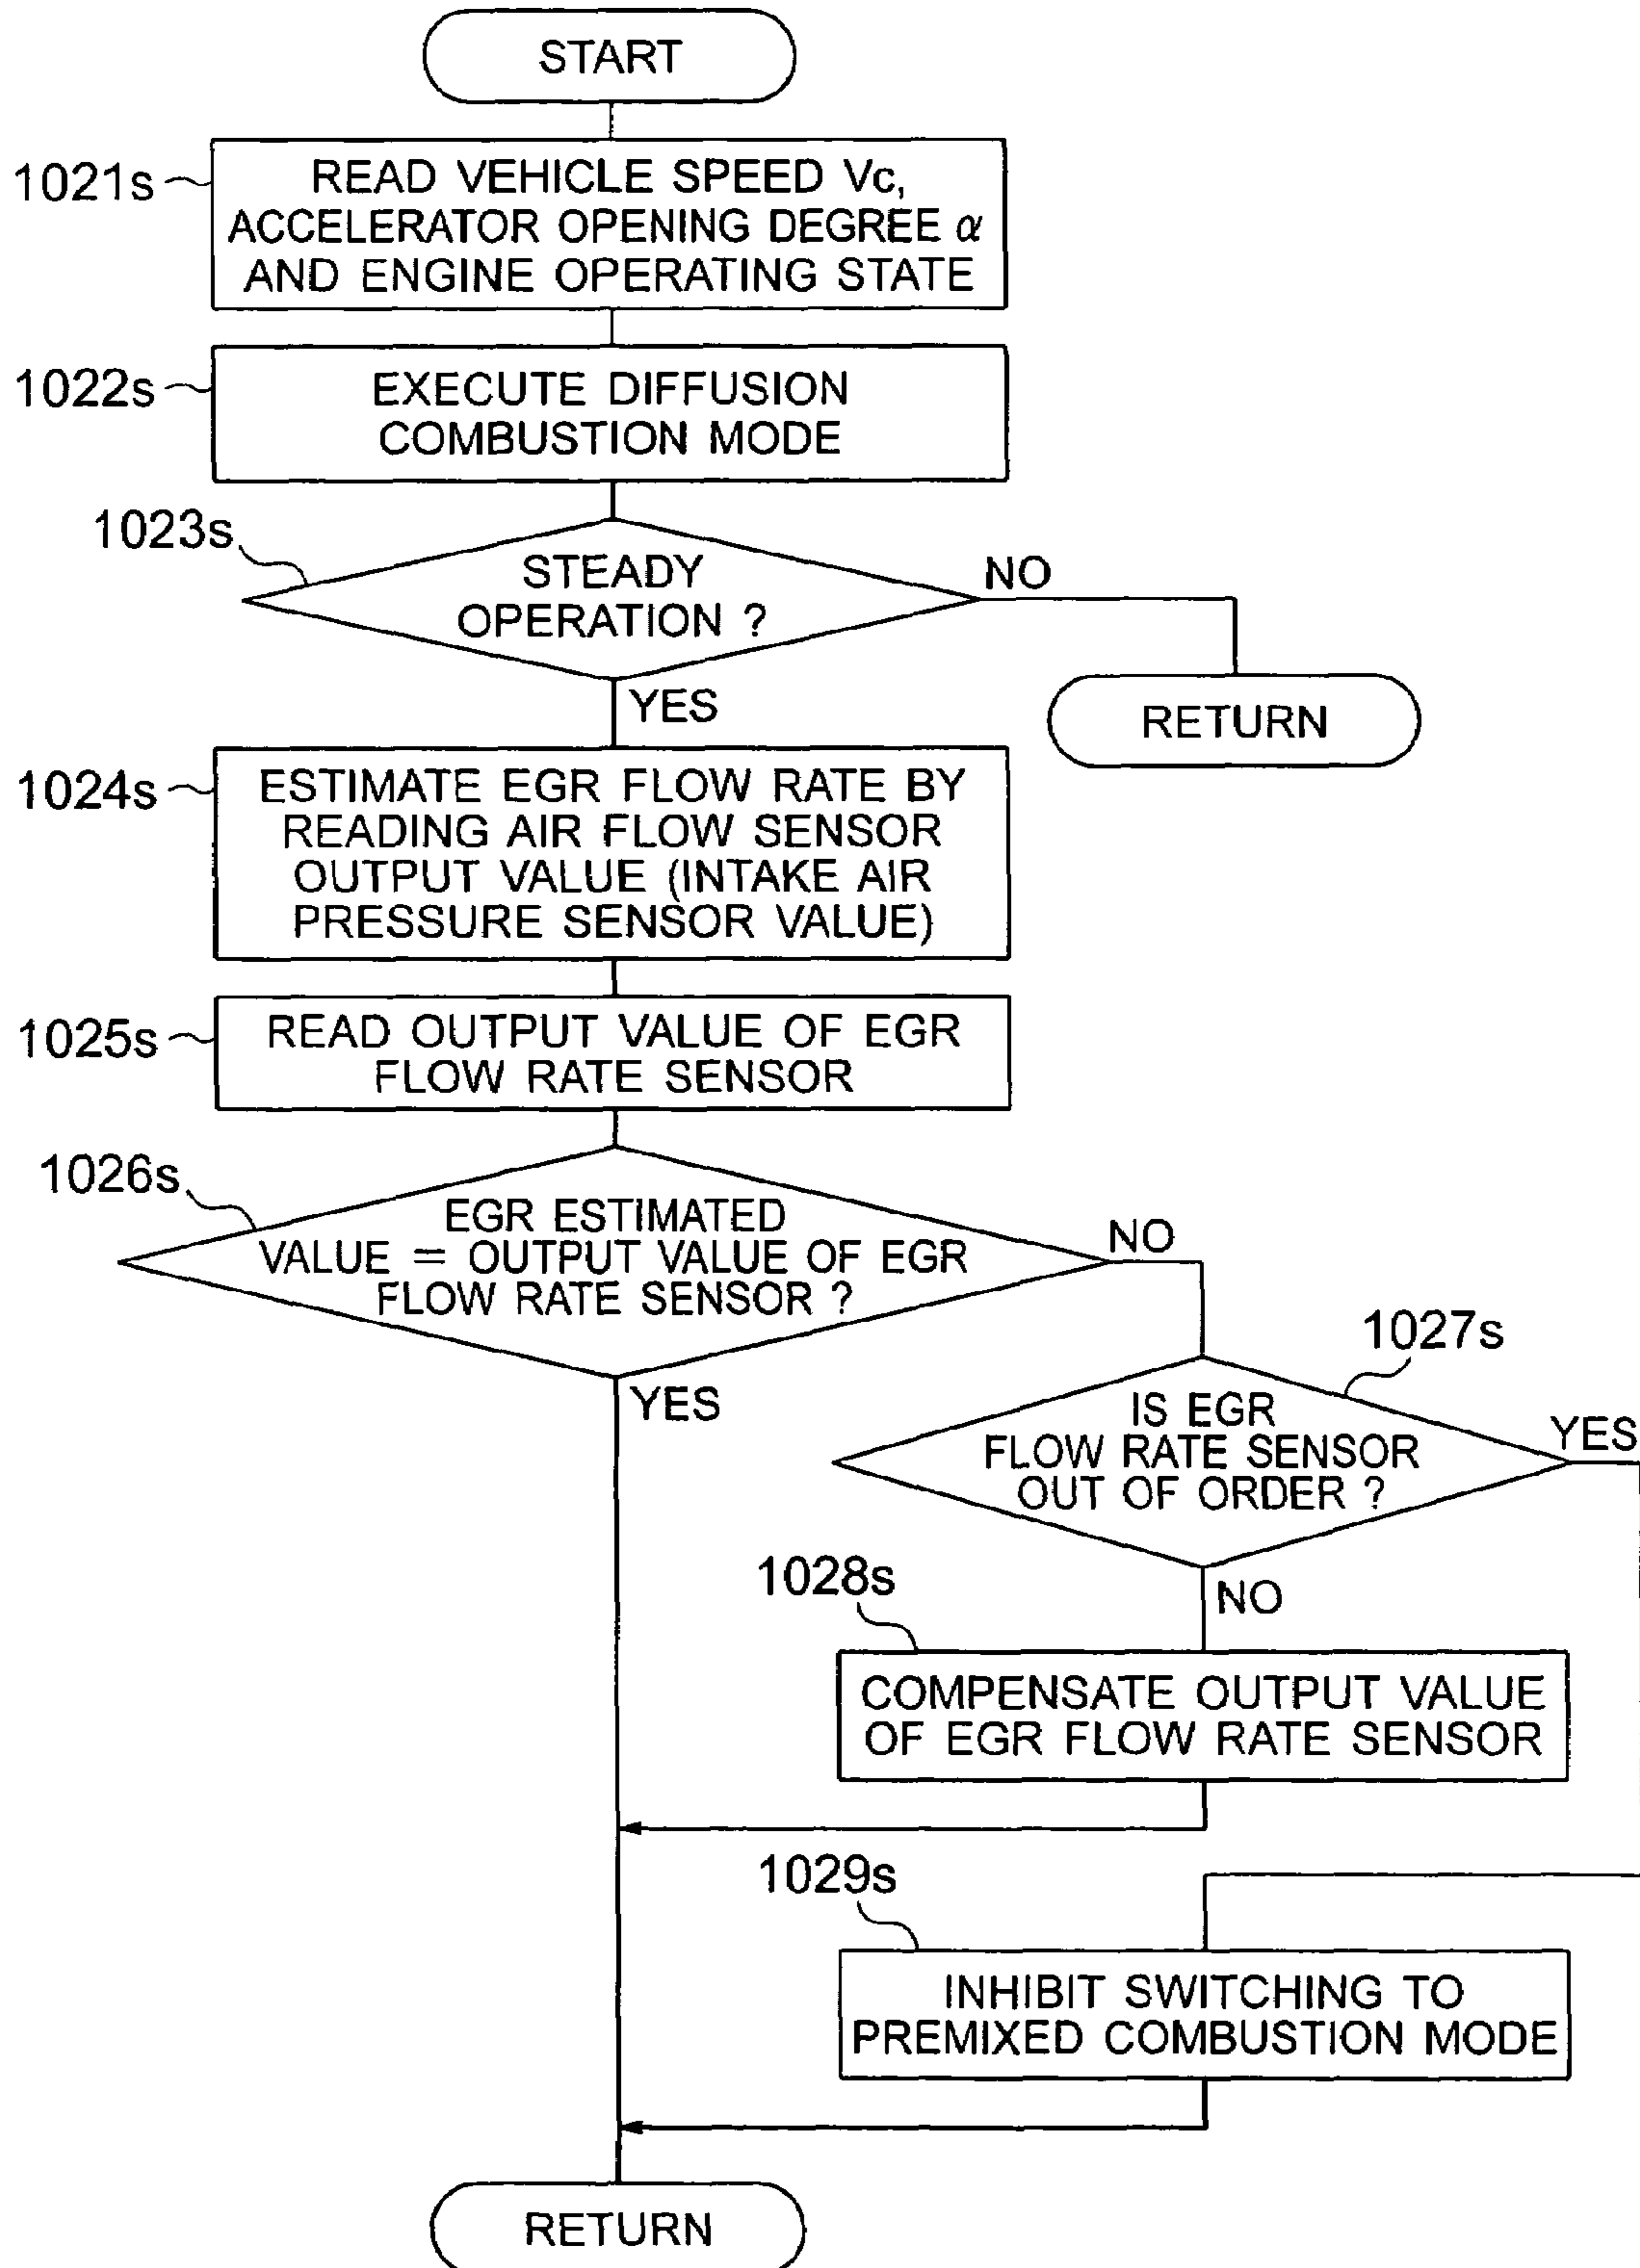 START
1021s
READ VEHICLE SPEED Vc,
ACCELERATOR OPENING DEGREE α
AND ENGINE OPERATING STATE
1022s
EXECUTE DIFFUSION
COMBUSTION MODE
1023s
STEADY
OPERATION ?
NO
RETURN
YES
1024s
ESTIMATE EGR FLOW RATE BY
READING AIR FLOW SENSOR
OUTPUT VALUE (INTAKE AIR
PRESSURE SENSOR VALUE)
1025s
READ OUTPUT VALUE OF EGR
FLOW RATE SENSOR
1026s
EGR ESTIMATED
VALUE = OUTPUT VALUE OF EGR
FLOW RATE SENSOR ?
NO
YES
1027s
IS EGR
FLOW RATE SENSOR
OUT OF ORDER ?
YES
NO
1028s
COMPENSATE OUTPUT VALUE
OF EGR FLOW RATE SENSOR
1029s
INHIBIT SWITCHING TO
PREMIXED COMBUSTION MODE
RETURN